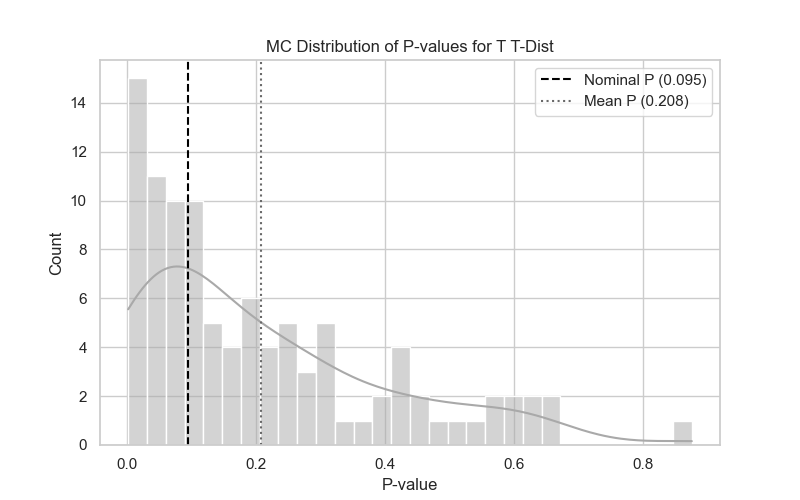 MC Distribution of P-values for T T-Dist
Nominal P (0.095)
Mean P (0.208)
14
12
10
8
6
4
2
0
Count
0.0 0.2 0.4 0.6 0.8
P-value